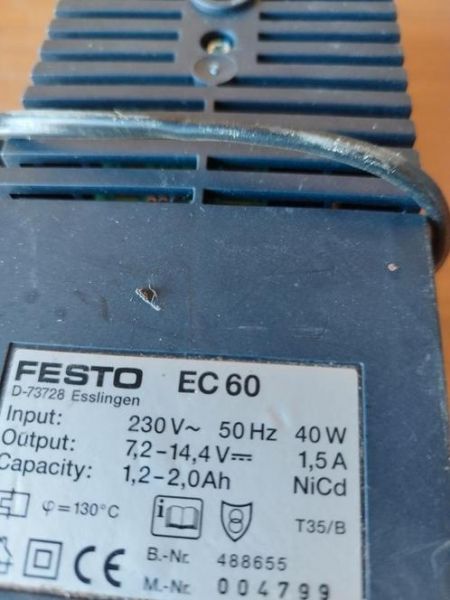 FESTO EC 60
D-73728 Esslingen
Input: 230 V~ 50 Hz 40 W
Output: 7,2-14,4 V⎓ 1,5 A
Capacity: 1,2-2,0Ah NiCd
φ=130°C i T35/B
CE B.-Nr. 488655
M.-Nr. 004799